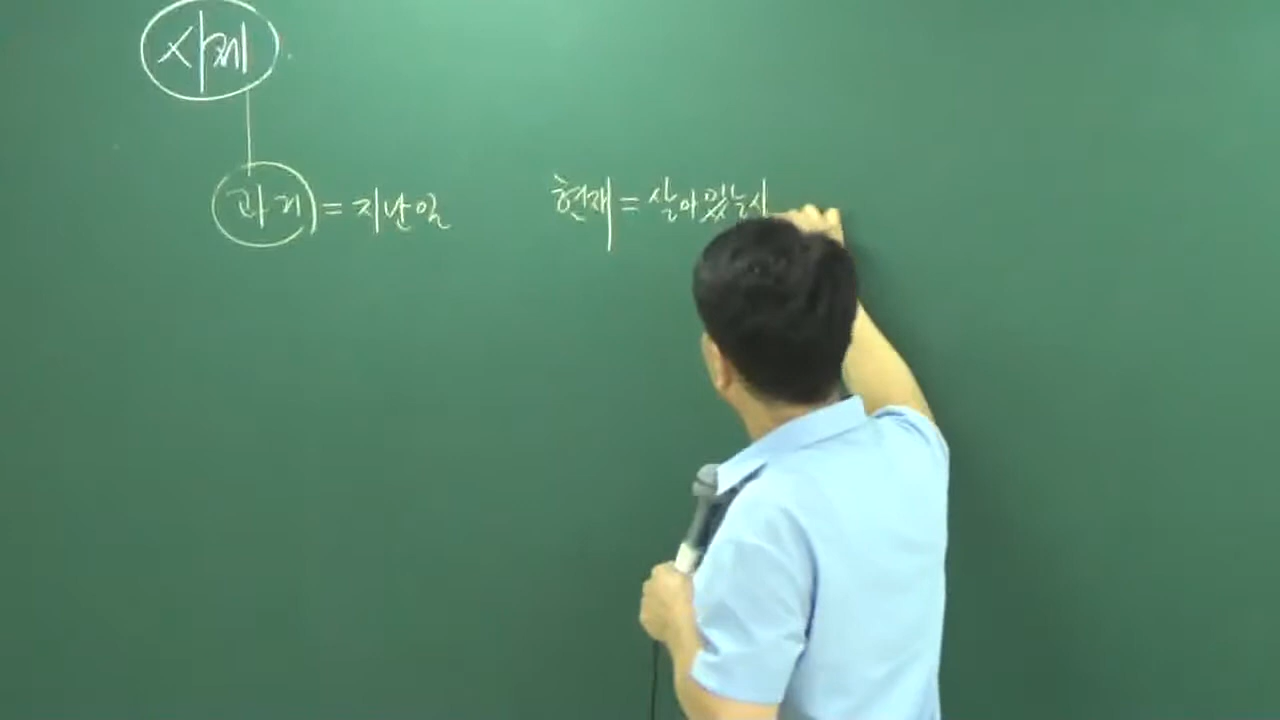 시제
과거 = 지난일 현재 = 살아있는시